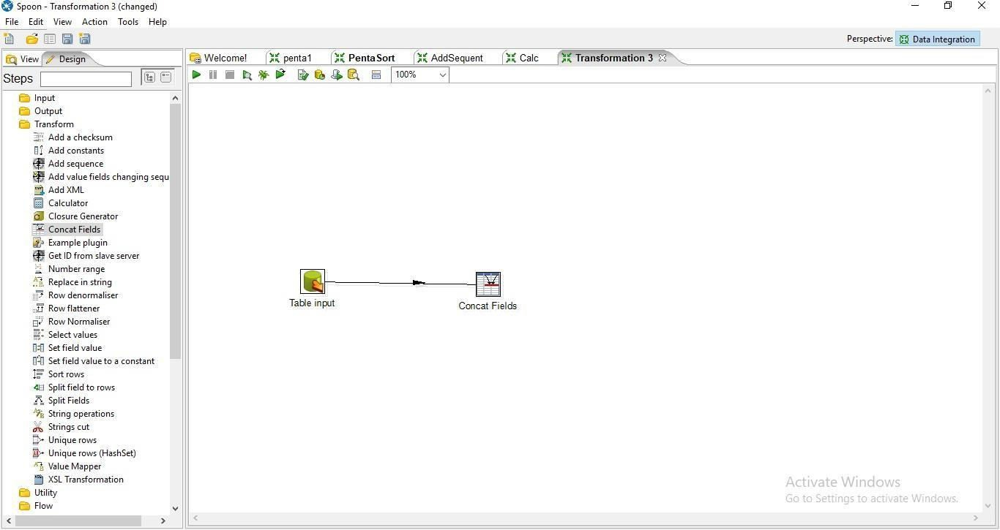 Spoon - Transformation 3 (changed)
File Edit View Action Tools Help
Perspective: Data Integration
View Design
Welcome! penta1 PentaSort AddSequent Calc Transformation 3
Steps
100%
Input
Output
Transform
Add a checksum
Add constants
Add sequence
Add value fields changing sequ
Add XML
Calculator
Closure Generator
Concat Fields
Example plugin
Get ID from slave server
Number range
Replace in string
Row denormaliser
Row flattener
Row Normaliser
Select values
Set field value
Set field value to a constant
Sort rows
Split field to rows
Split Fields
String operations
Strings cut
Unique rows
Unique rows (HashSet)
Value Mapper
XSL Transformation
Utility
Flow
Table input
Concat Fields
Activate Windows
Go to Settings to activate Windows.